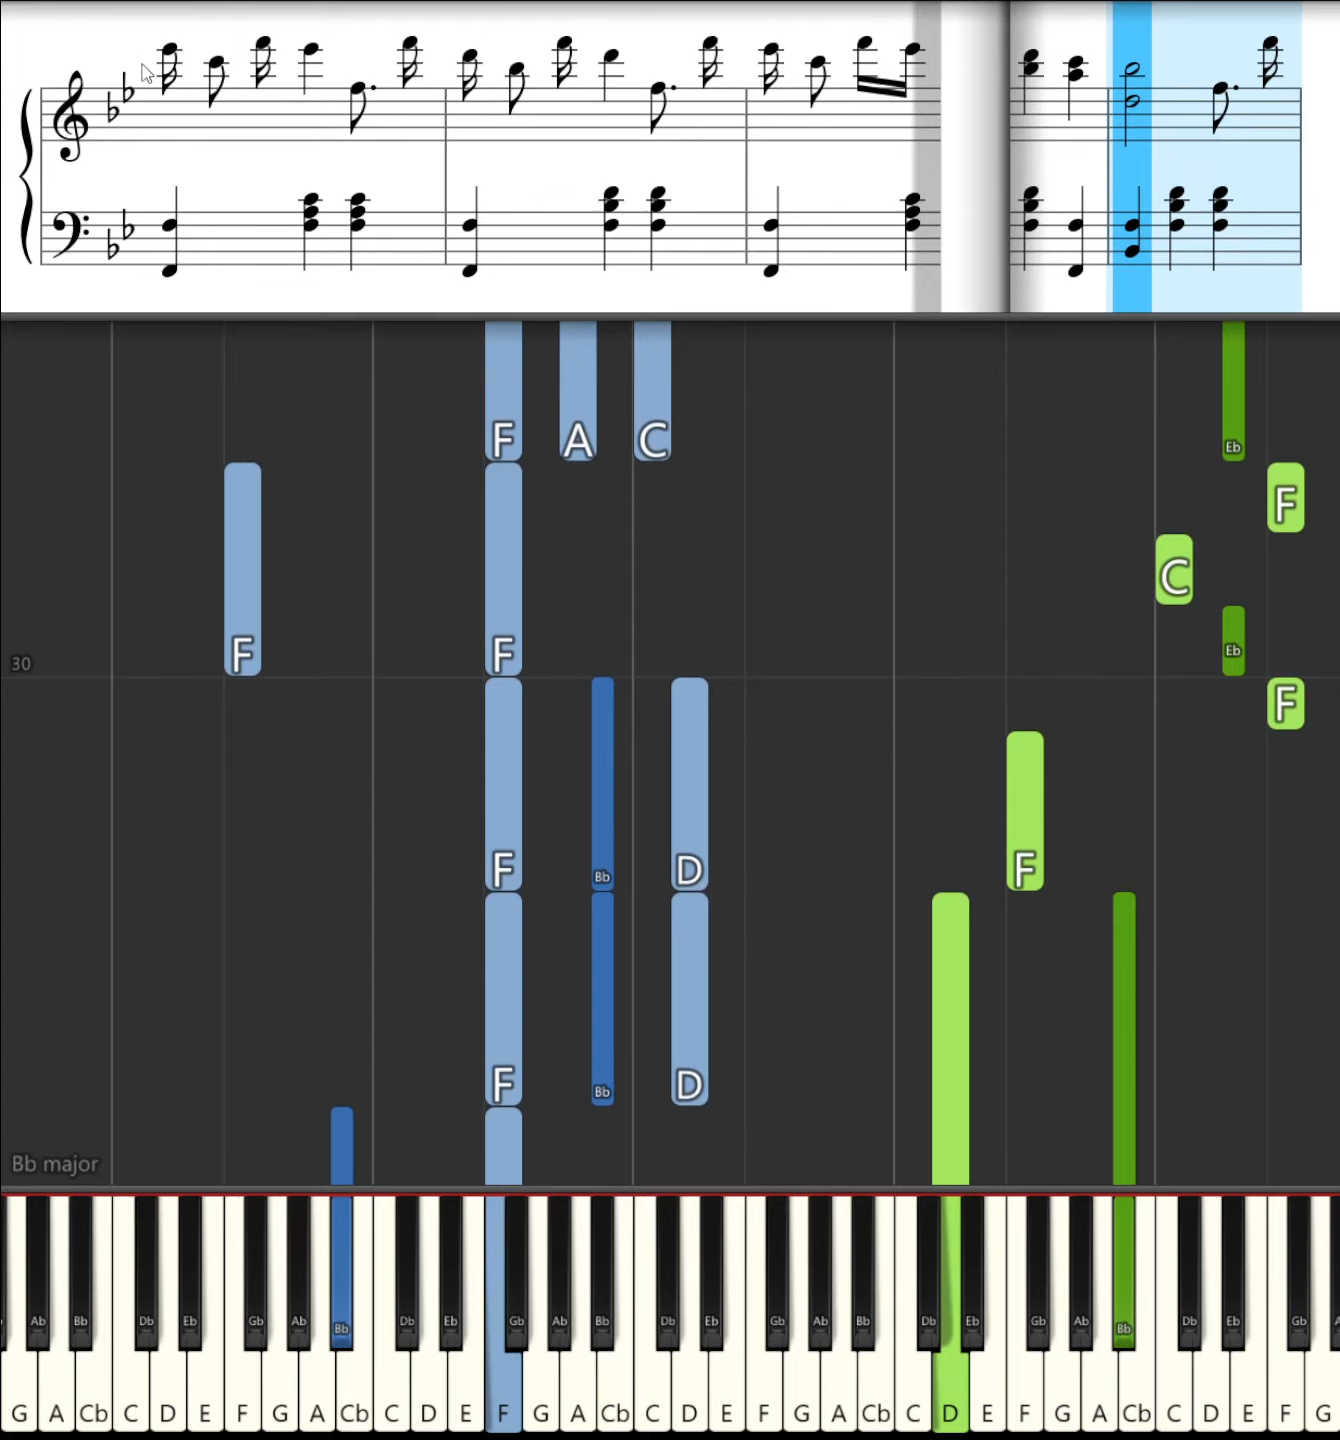 F A C Eb
F
C
F F Eb
30
F
F
F Bb D
F Bb D
Bb major
Ab Bb Db Eb Gb Ab Bb Db Eb Gb Ab Bb Db Eb Gb Ab Bb Db Eb Gb Ab Bb Db Eb Gb
G A Cb C D E F G A Cb C D E F G A Cb C D E F G A Cb C D E F G A Cb C D E F G